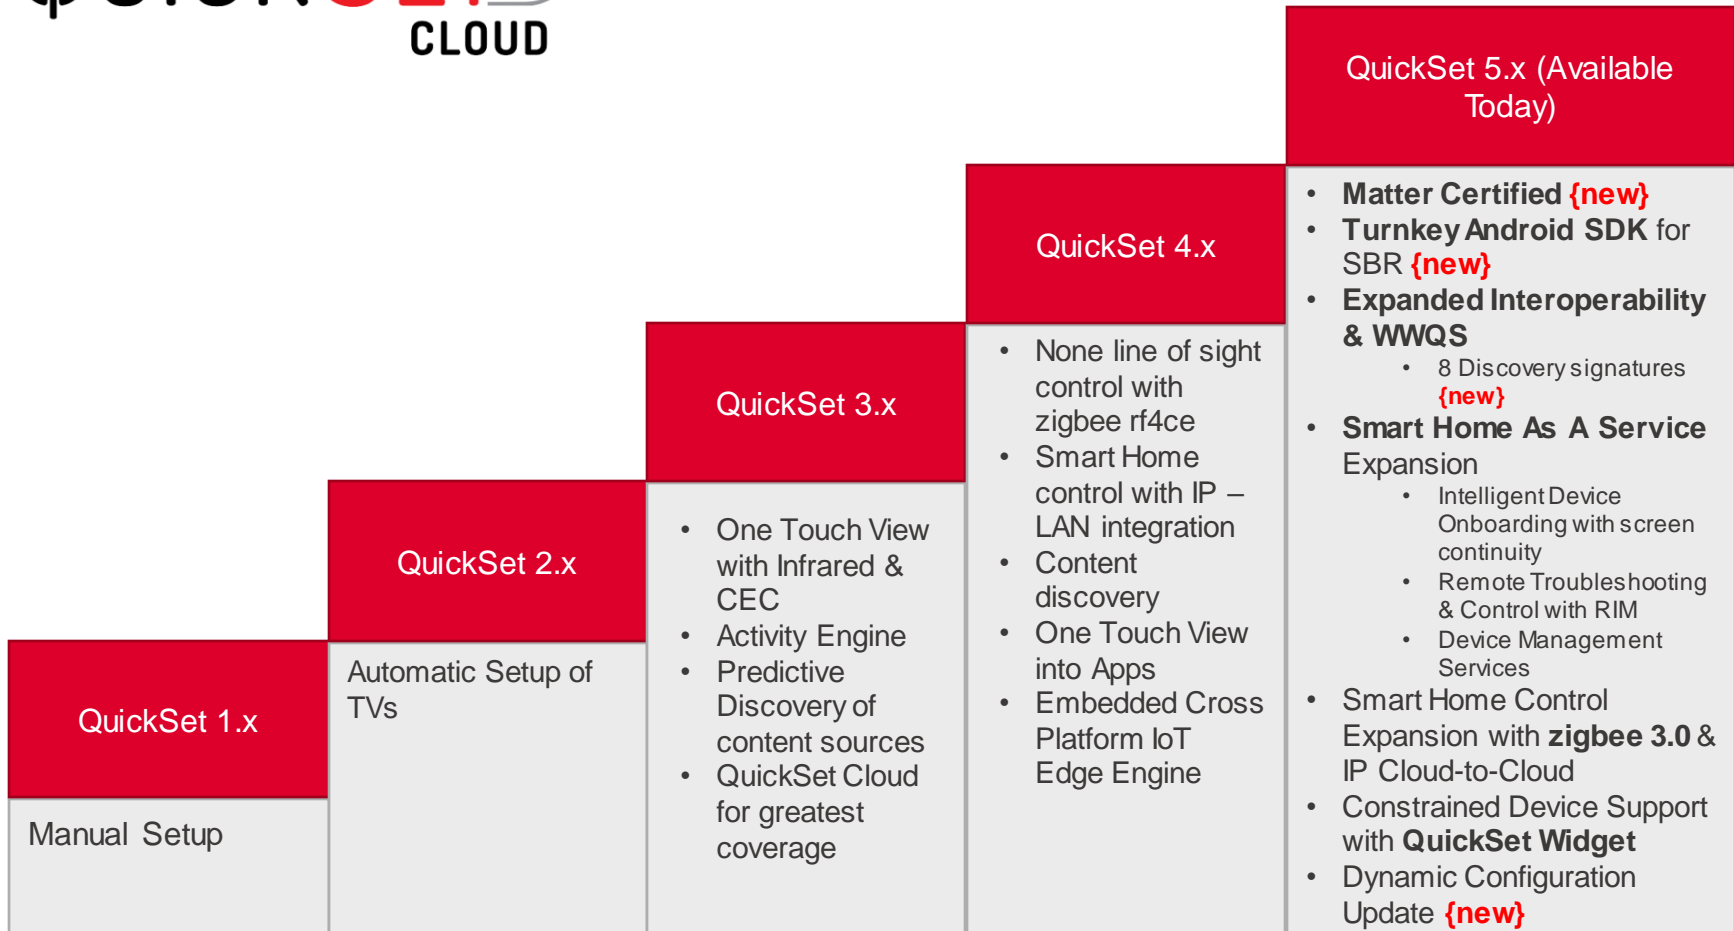 CLOUD
QuickSet 5.x (Available
Today)
QuickSet 4.x
QuickSet 3.x
QuickSet 2.x
QuickSet 1.x
Manual Setup
Automatic Setup of
TVs
• One Touch View
with Infrared &
CEC
• Activity Engine
• Predictive
Discovery of
content sources
• QuickSet Cloud
for greatest
coverage
• None line of sight
control with
zigbee rf4ce
• Smart Home
control with IP –
LAN integration
• Content
discovery
• One Touch View
into Apps
• Embedded Cross
Platform IoT
Edge Engine
• Matter Certified {new}
• Turnkey Android SDK for
SBR {new}
• Expanded Interoperability
& WWQS
• 8 Discovery signatures
{new}
• Smart Home As A Service
Expansion
• Intelligent Device
Onboarding with screen
continuity
• Remote Troubleshooting
& Control with RIM
• Device Management
Services
• Smart Home Control
Expansion with zigbee 3.0 &
IP Cloud-to-Cloud
• Constrained Device Support
with QuickSet Widget
• Dynamic Configuration
Update {new}